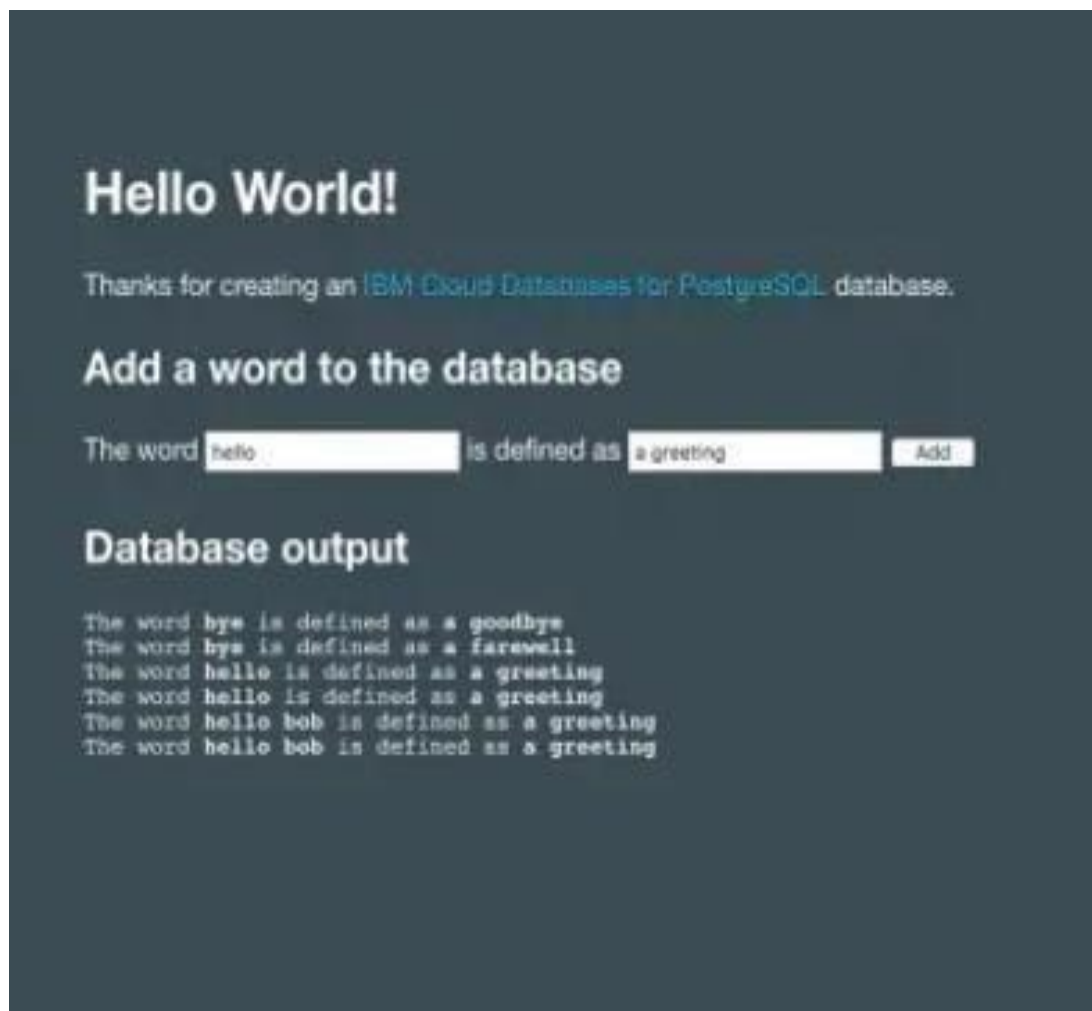 Hello World!
Thanks for creating an IBM Cloud Databases for PostgreSQL database.
Add a word to the database
The word hello is defined as a greeting Add
Database output
The word bye is defined as a goodbye
The word bye is defined as a farewell
The word hello is defined as a greeting
The word hello is defined as a greeting
The word hello bob is defined as a greeting
The word hello bob is defined as a greeting